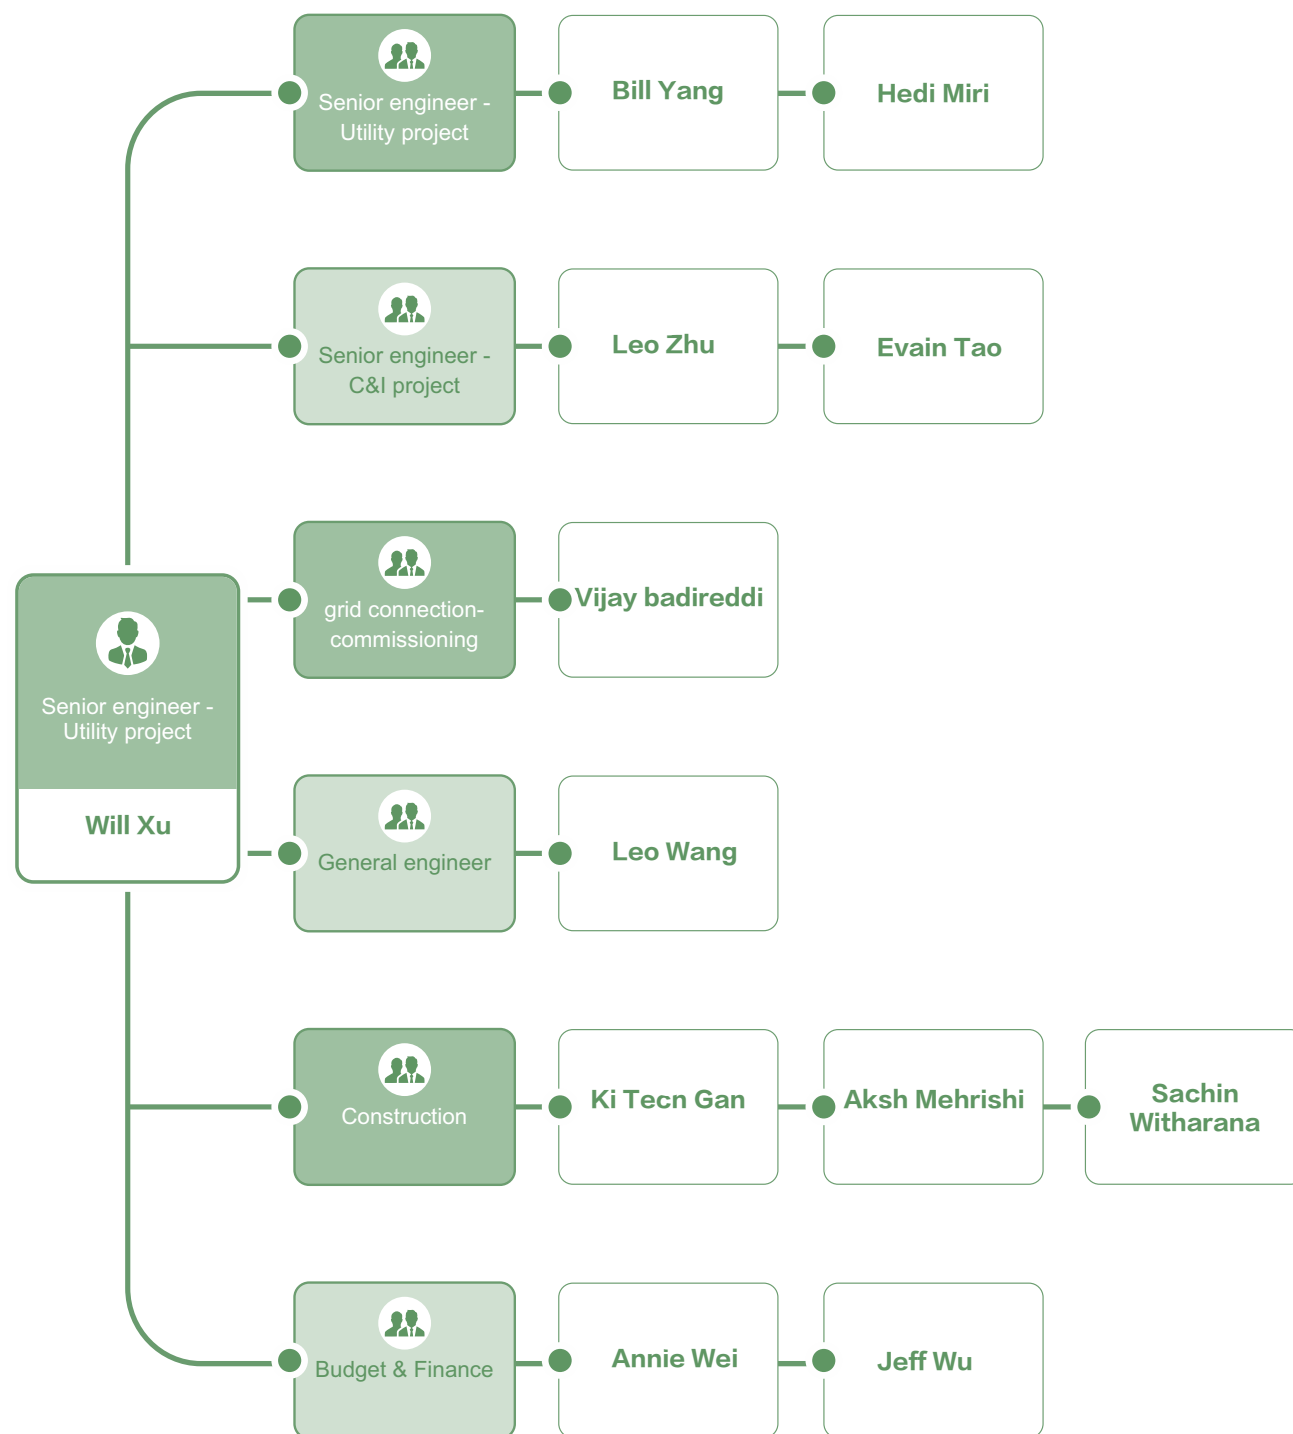 Senior engineer -
Utility project
Bill Yang
Hedi Miri
Senior engineer -
C&I project
Leo Zhu
Evain Tao
grid connection-
commissioning
Vijay badireddi
Senior engineer -
Utility project
Will Xu
General engineer
Leo Wang
Construction
Ki Tecn Gan
Aksh Mehrishi
Sachin
Witharana
Budget & Finance
Annie Wei
Jeff Wu